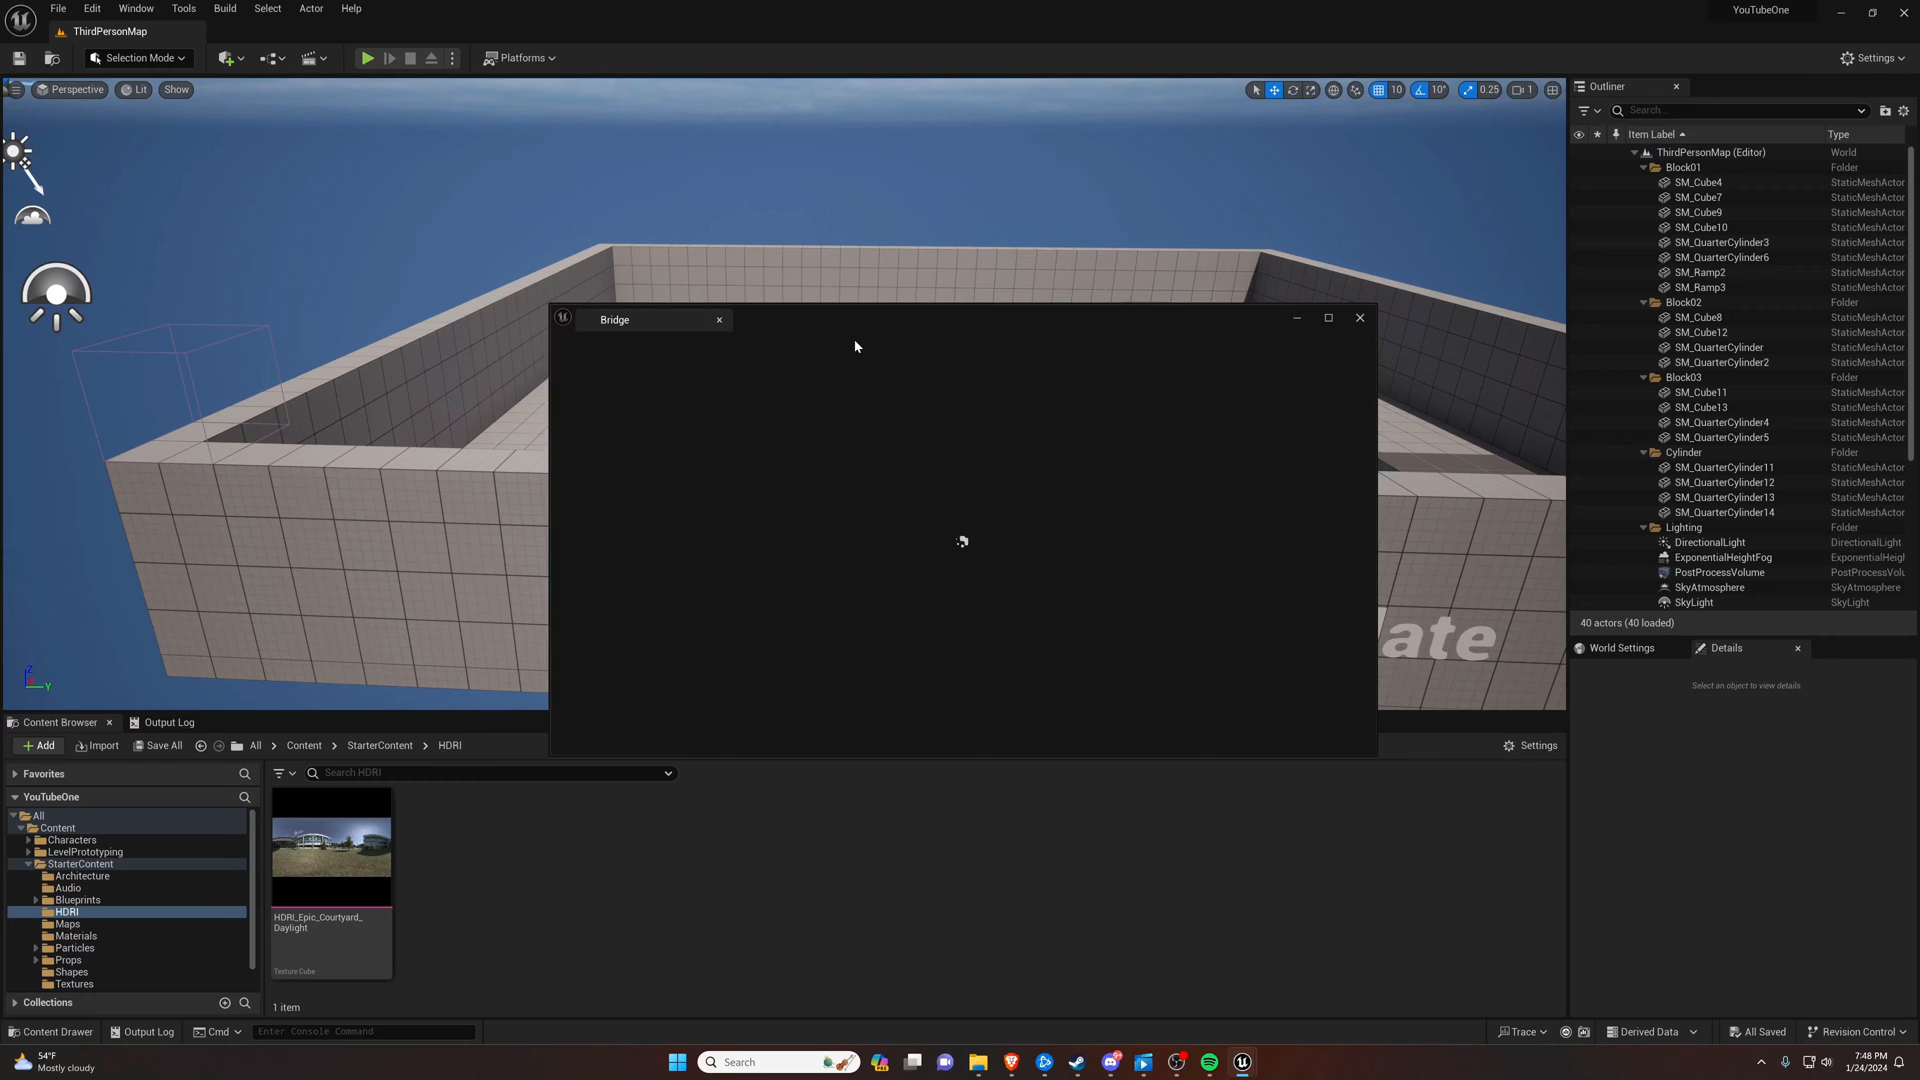 File Edit Window Tools Build Select Actor Help
YouTubeOne
ThirdPersonMap
Selection Mode
Platforms
Settings
Perspective Lit Show
10 10° 0.25 1
Outliner
Search...
Item Label Type
ThirdPersonMap (Editor) World
Block01 Folder
SM_Cube4 StaticMeshActor
SM_Cube7 StaticMeshActor
SM_Cube9 StaticMeshActor
SM_Cube10 StaticMeshActor
SM_QuarterCylinder3 StaticMeshActor
SM_QuarterCylinder6 StaticMeshActor
SM_Ramp2 StaticMeshActor
SM_Ramp3 StaticMeshActor
Block02 Folder
SM_Cube8 StaticMeshActor
SM_Cube12 StaticMeshActor
SM_QuarterCylinder StaticMeshActor
SM_QuarterCylinder2 StaticMeshActor
Block03 Folder
SM_Cube11 StaticMeshActor
SM_Cube13 StaticMeshActor
SM_QuarterCylinder4 StaticMeshActor
SM_QuarterCylinder5 StaticMeshActor
Cylinder Folder
SM_QuarterCylinder11 StaticMeshActor
SM_QuarterCylinder12 StaticMeshActor
SM_QuarterCylinder13 StaticMeshActor
SM_QuarterCylinder14 StaticMeshActor
Lighting Folder
DirectionalLight DirectionalLight
ExponentialHeightFog ExponentialHeigh
PostProcessVolume PostProcessVolu
SkyAtmosphere SkyAtmosphere
SkyLight SkyLight
40 actors (40 loaded)
World Settings Details
Select an object to view details.
Bridge
late
Z
Y
Content Browser Output Log
Add Import Save All All Content StarterContent HDRI Settings
Favorites
Search HDRI
YouTubeOne
All
Content
Characters
LevelPrototyping
StarterContent
Architecture
Audio
Blueprints
HDRI
Maps
Materials
Particles
Props
Shapes
Textures
Collections
HDRI_Epic_Courtyard_
Daylight
Texture Cube
1 item
Content Drawer Output Log Cmd Enter Console Command
Trace Derived Data All Saved Revision Control
54°F
Mostly cloudy
Search
7:48 PM
1/24/2024